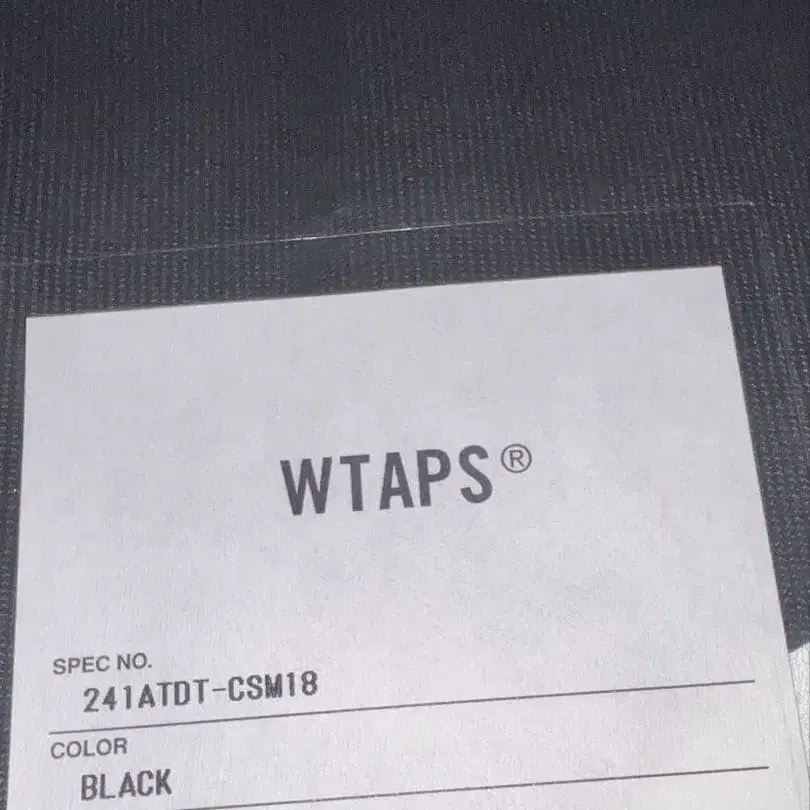 WTAPS®
SPEC NO.
241ATDT-CSM18
COLOR
BLACK